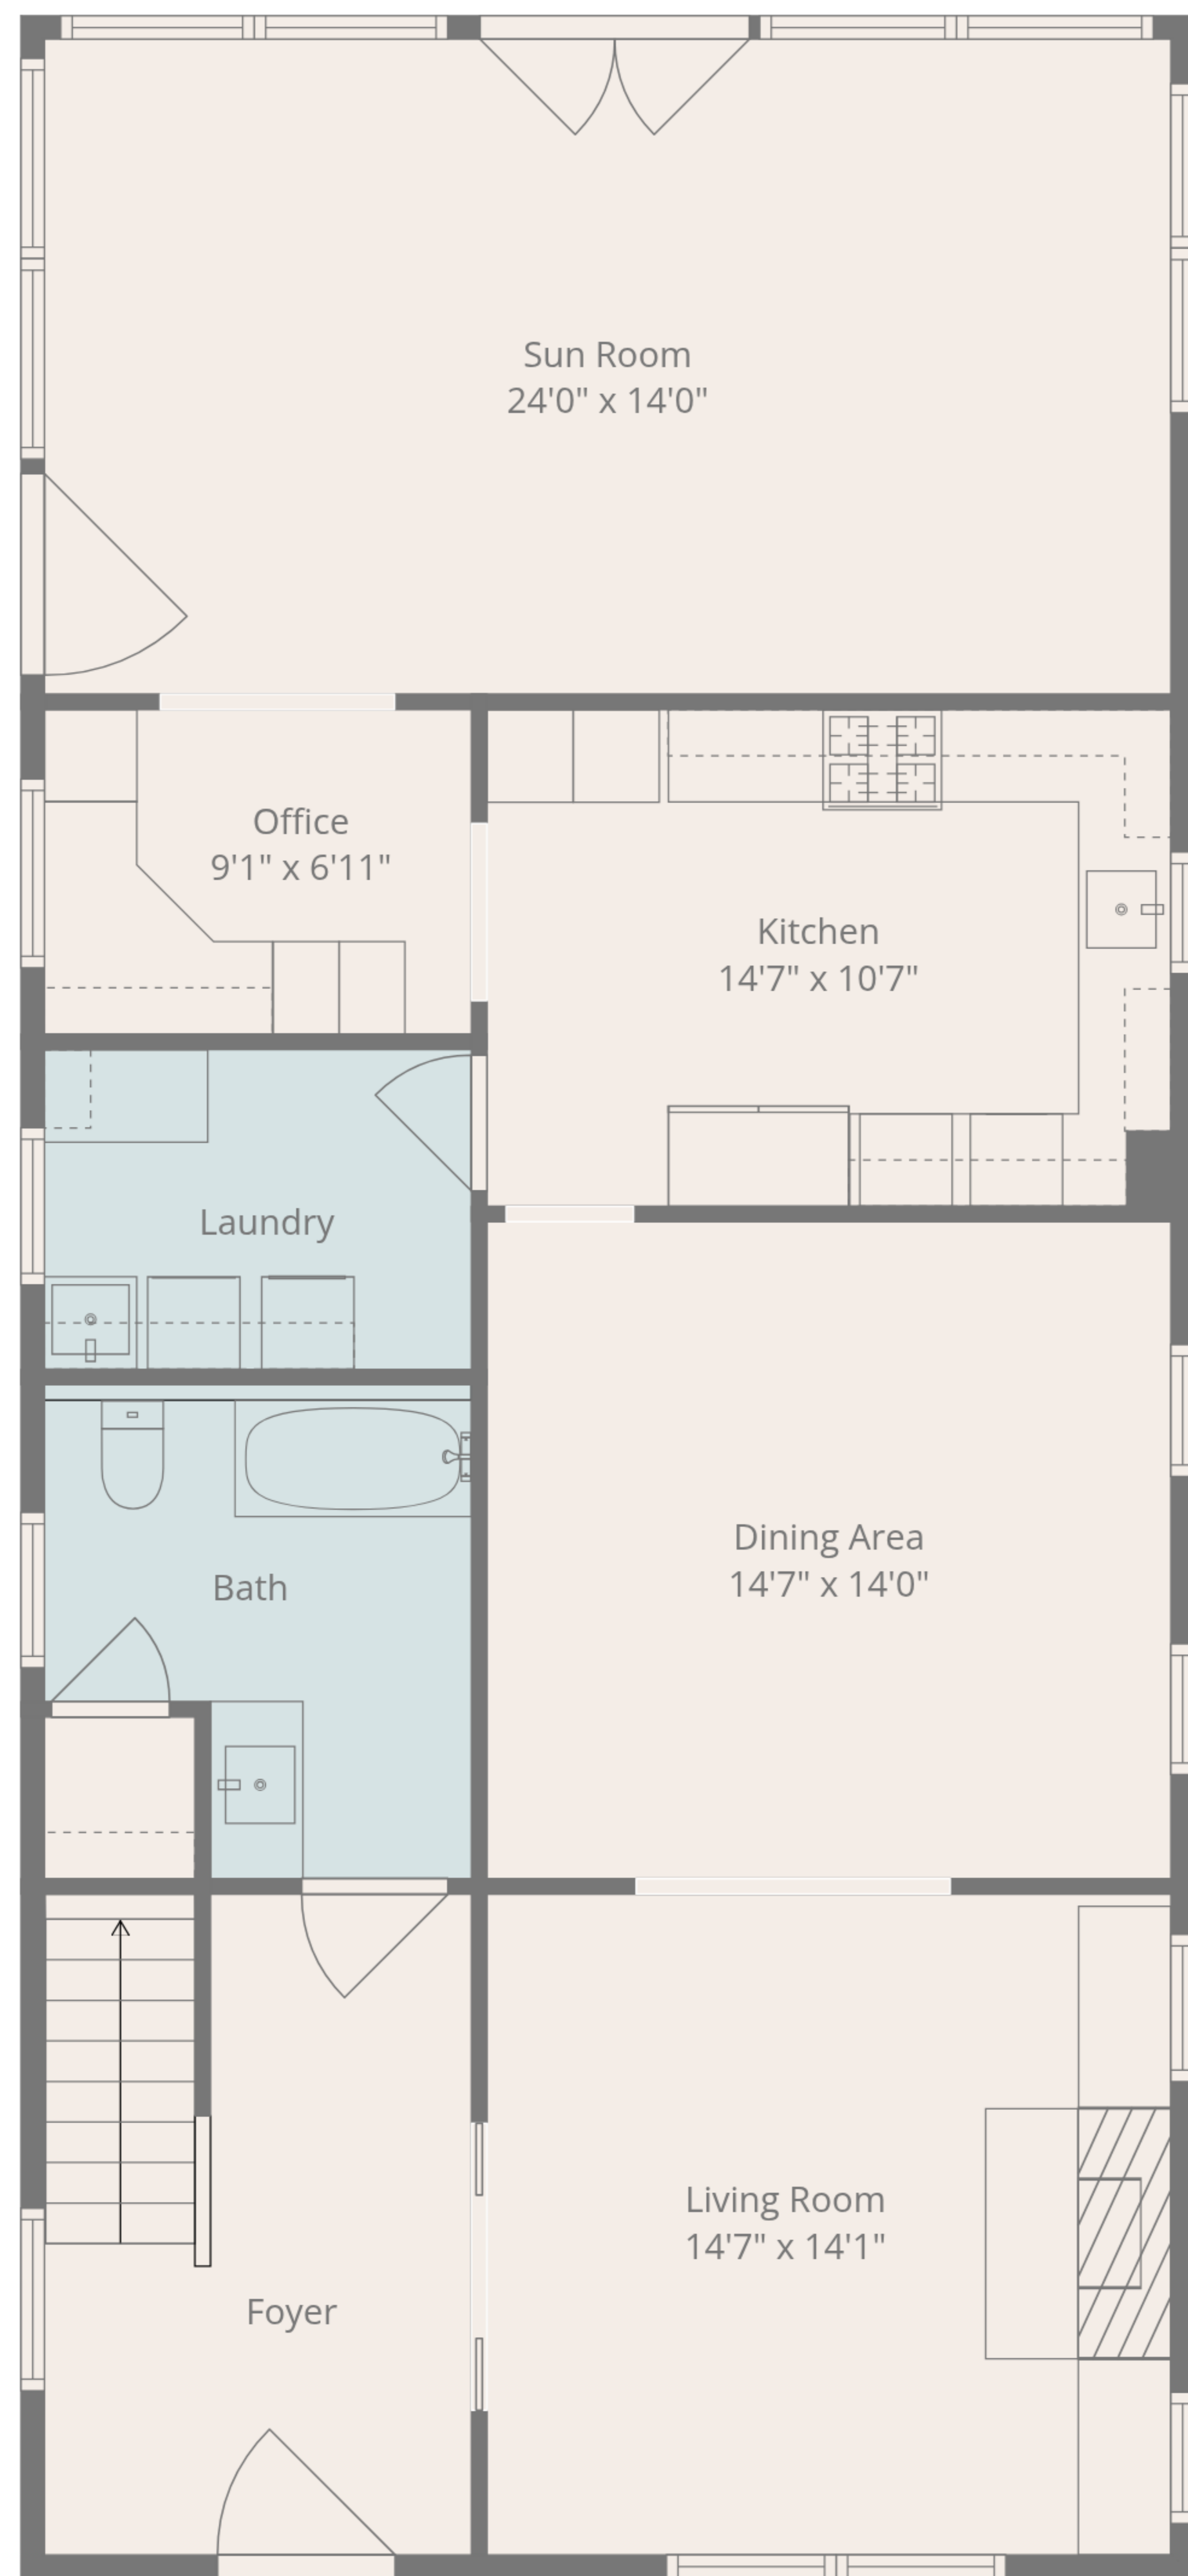 Sun Room
24'0" x 14'0"
Office
9'1" x 6'11"
Kitchen
14'7" x 10'7"
Laundry
Dining Area
14'7" x 14'0"
Bath
Living Room
14'7" x 14'1"
Foyer